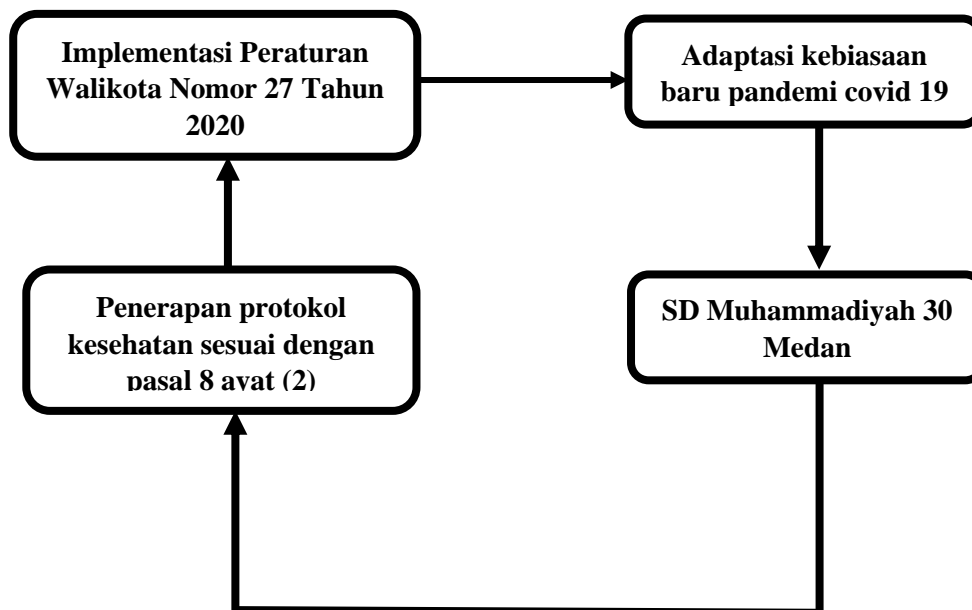 Implementasi Peraturan
Walikota Nomor 27 Tahun
2020
Adaptasi kebiasaan
baru pandemi covid 19
Penerapan protokol
kesehatan sesuai dengan
pasal 8 ayat (2)
SD Muhammadiyah 30
Medan